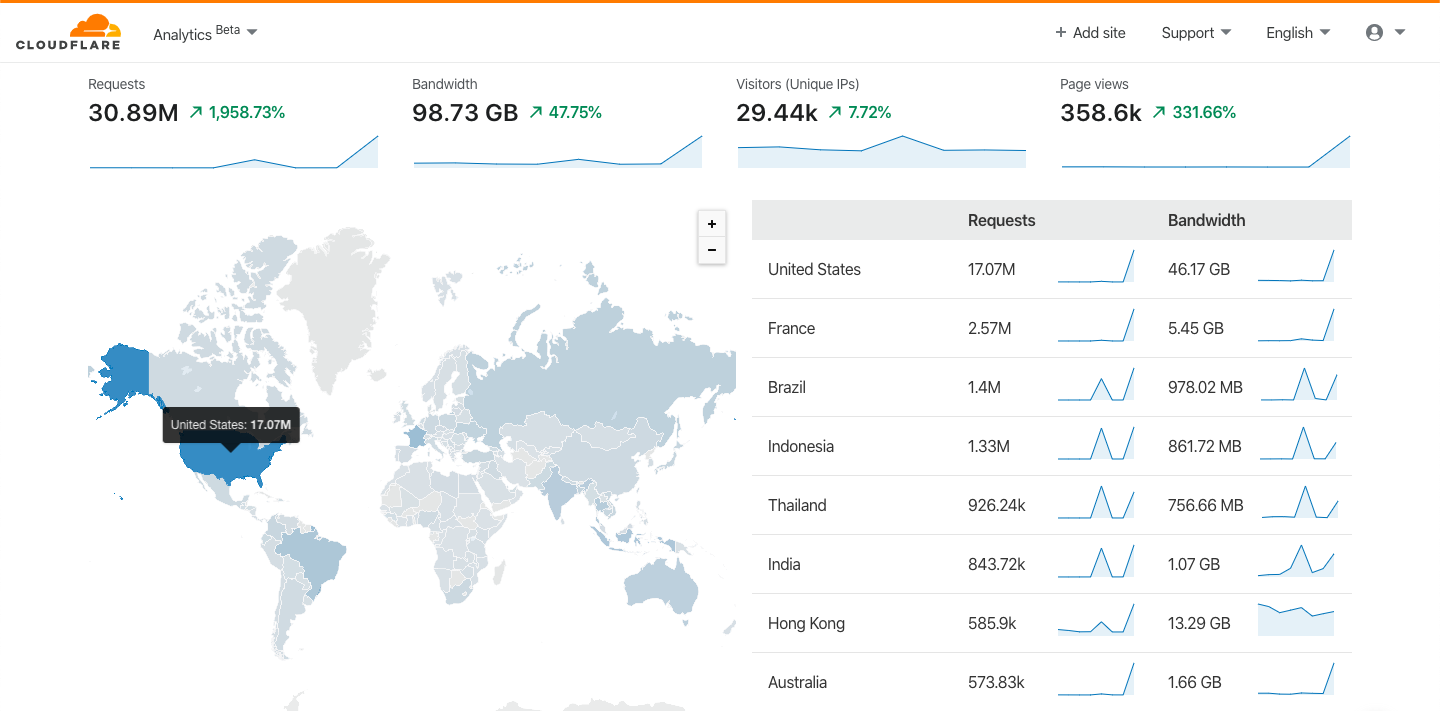 CLOUDFLARE
Analytics Beta
+ Add site
Support
English
Requests
30.89M 1,958.73%
Bandwidth
98.73 GB 47.75%
Visitors (Unique IPs)
29.44k 7.72%
Page views
358.6k 331.66%
+
−
United States: 17.07M
Requests Bandwidth
United States 17.07M 46.17 GB
France 2.57M 5.45 GB
Brazil 1.4M 978.02 MB
Indonesia 1.33M 861.72 MB
Thailand 926.24k 756.66 MB
India 843.72k 1.07 GB
Hong Kong 585.9k 13.29 GB
Australia 573.83k 1.66 GB